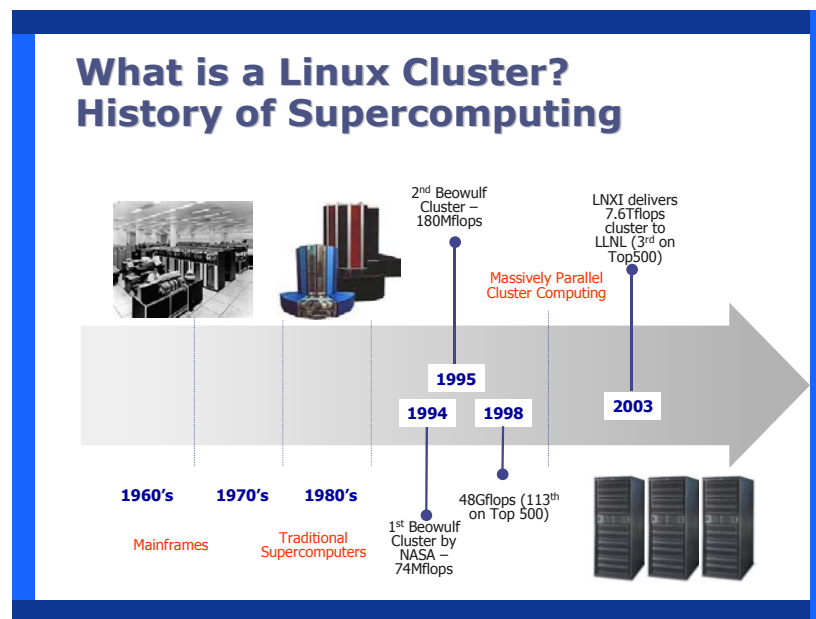 What is a Linux Cluster?
History of Supercomputing
2nd Beowulf
Cluster –
180Mflops
LNXI delivers
7.6Tflops
cluster to
LLNL (3rd on
Top500)
Massively Parallel
Cluster Computing
1995
1994
1998
2003
1960’s
1970’s
1980’s
Mainframes
Traditional
Supercomputers
1st Beowulf
Cluster by
NASA –
74Mflops
48Gflops (113th
on Top 500)